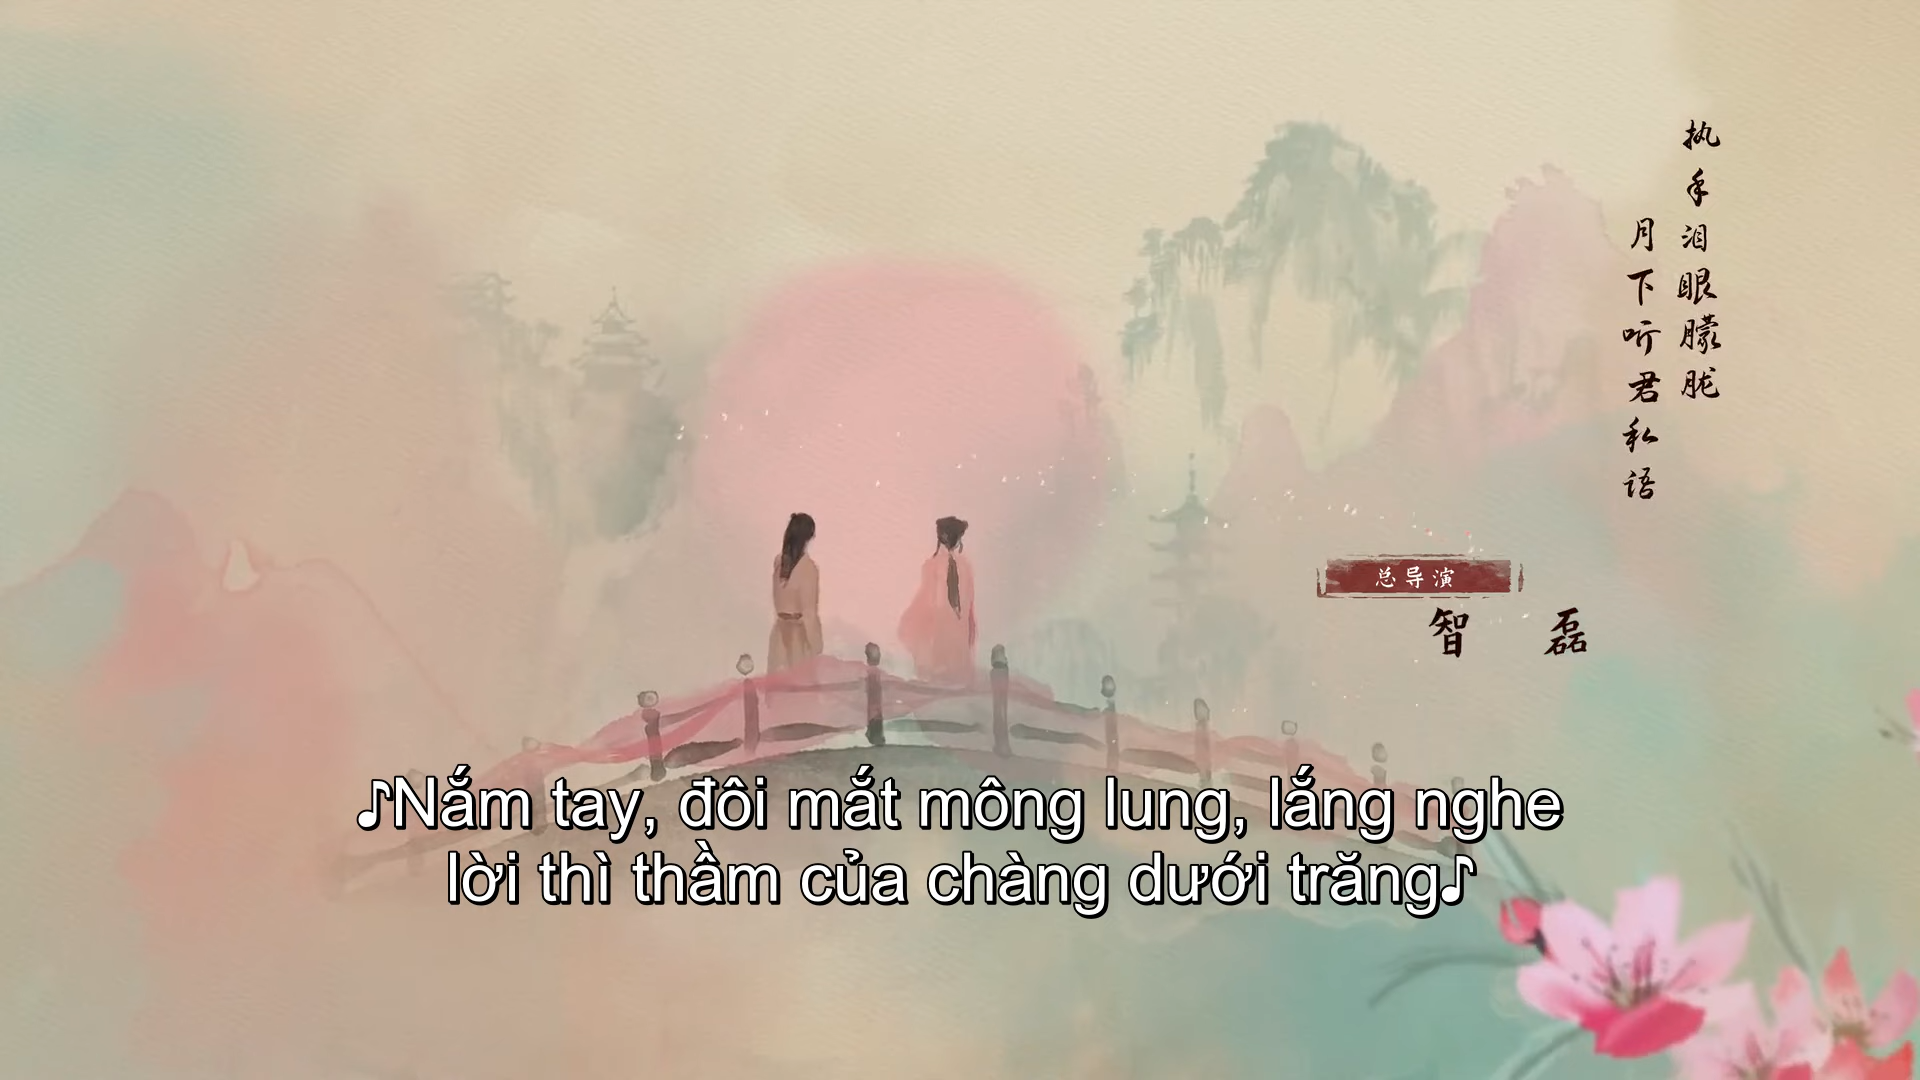 执手泪眼朦胧
月下听君私语
总导演
智 磊
♪Nắm tay, đôi mắt mông lung, lắng nghe
lời thì thầm của chàng dưới trăng♪